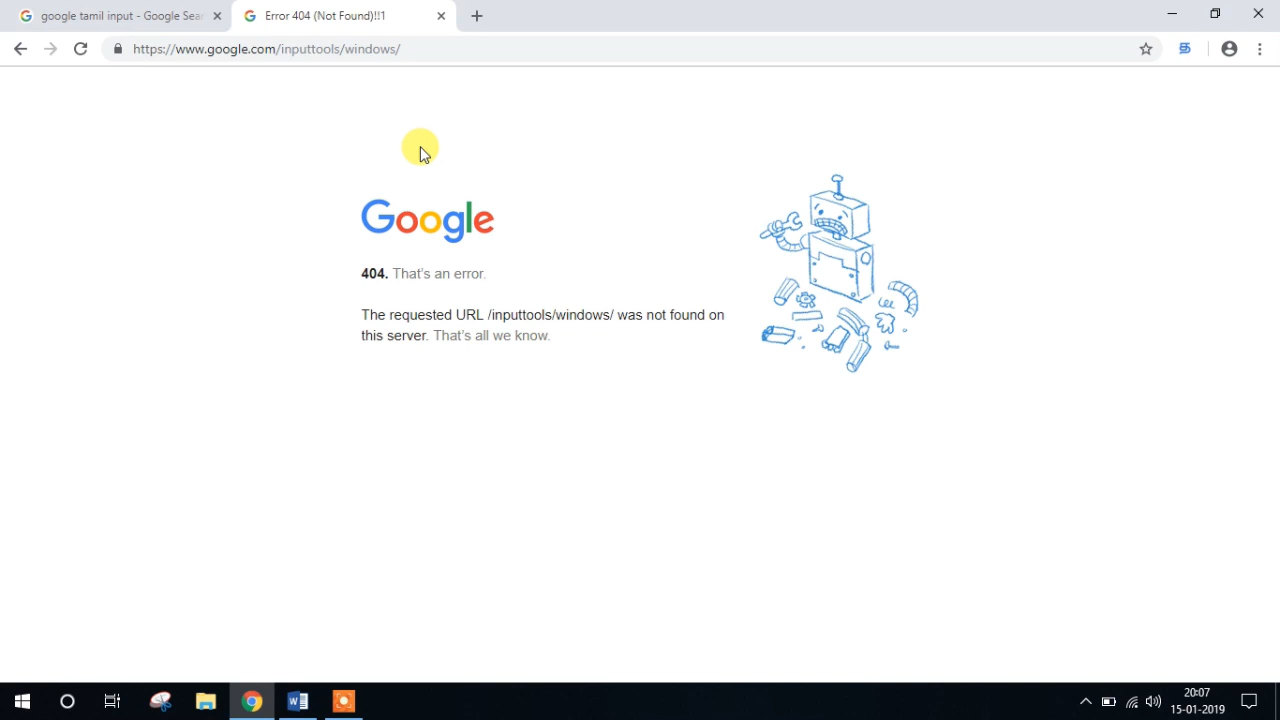 google tamil input - Google Sear
Error 404 (Not Found)!!1
https://www.google.com/inputtools/windows/
Google
404. That's an error.
The requested URL /inputtools/windows/ was not found on
this server. That's all we know.
20:07
15-01-2019